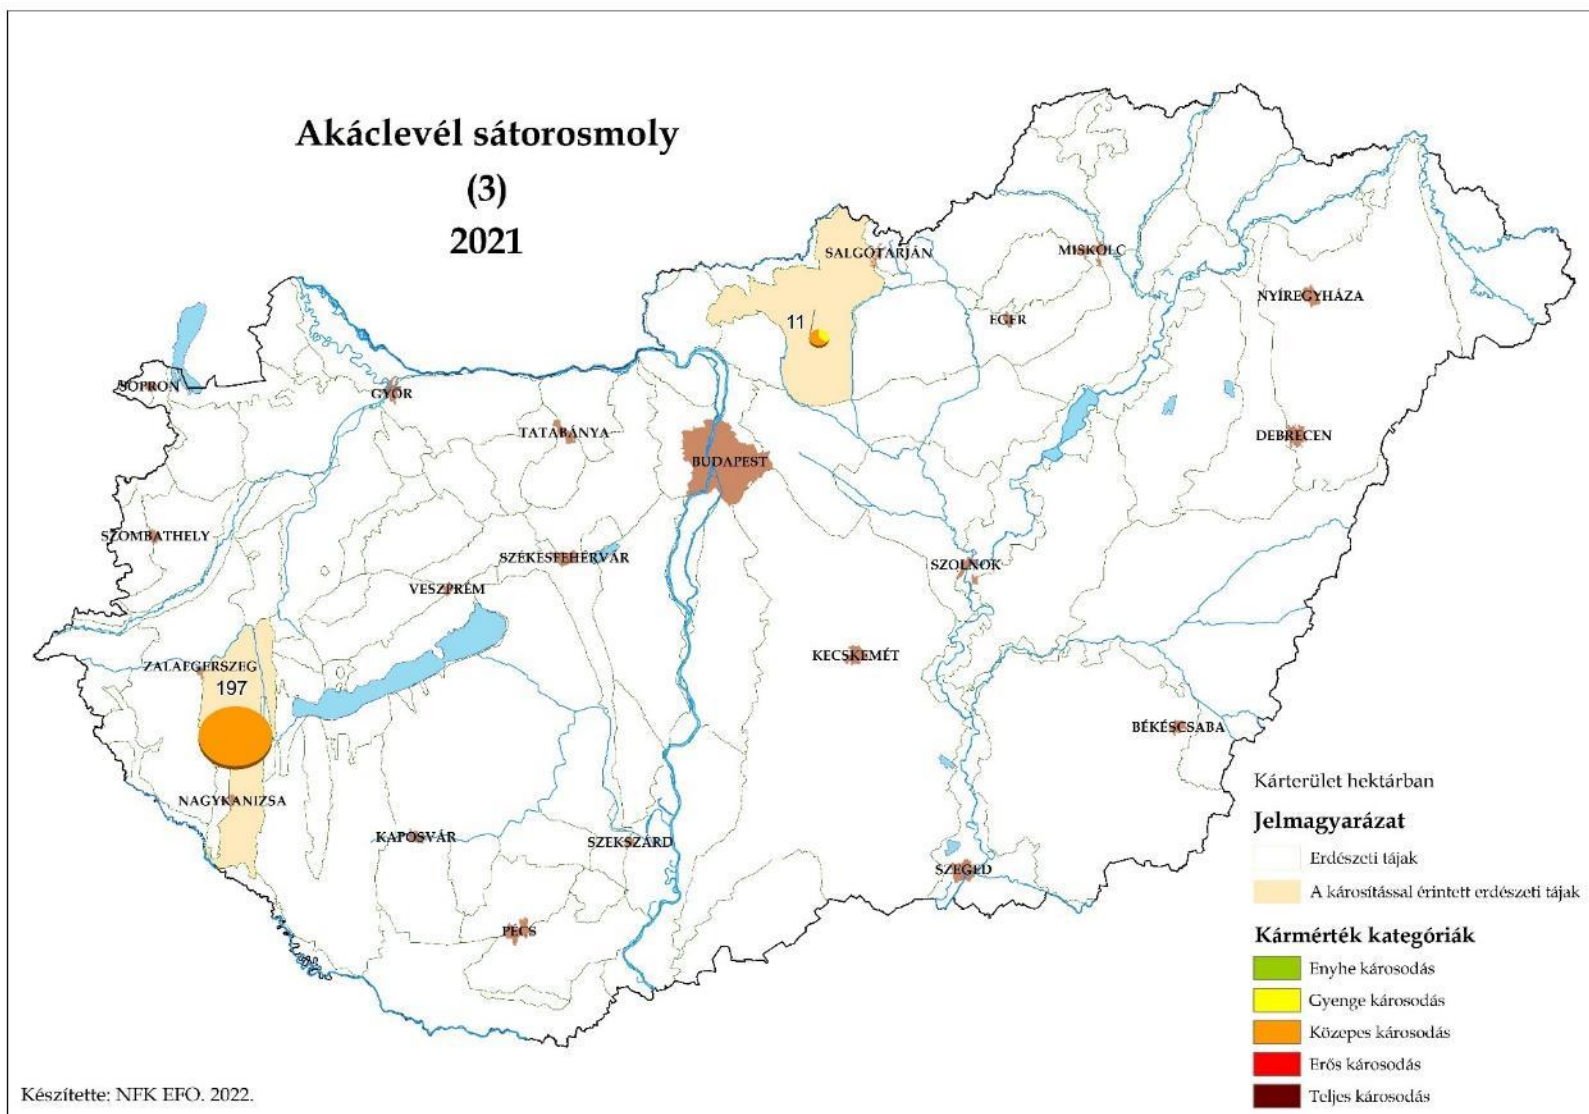 Akáclevél sátorosmoly
(3)
2021
SALGÓTARJÁN
MISKOLC
NYÍREGYHÁZA
11
EGER
SOPRON
GYŐR
TATABÁNYA
DEBRECEN
BUDAPEST
SZOMBATHELY
SZÉKESFEHÉRVÁR
SZOLNOK
VESZPRÉM
ZALAEGERSZEG
KECSKEMÉT
197
BÉKÉSCSABA
NAGYKANIZSA
KAPOSVÁR
SZEKSZÁRD
SZEGED
PÉCS
Kárterület hektárban
Jelmagyarázat
Erdészeti tájak
A károsítással érintett erdészeti tájak
Kármérték kategóriák
Enyhe károsodás
Gyenge károsodás
Közepes károsodás
Erős károsodás
Teljes károsodás
Készítette: NFK EFO. 2022.